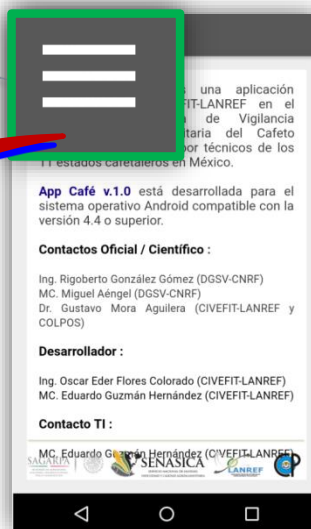 una aplicación
FIT-LANREF en el
de Vigilancia
itaria del Cafeto
por técnicos de los
11 estados cafetaleros en México.
App Café v.1.0 está desarrollada para el
sistema operativo Android compatible con la
versión 4.4 o superior.
Contactos Oficial / Científico :
Ing. Rigoberto González Gómez (DGSV-CNRF)
MC. Miguel Aéngel (DGSV-CNRF)
Dr. Gustavo Mora Aguilera (CIVEFIT-LANREF y
COLPOS)
Desarrollador :
Ing. Oscar Eder Flores Colorado (CIVEFIT-LANREF)
MC. Eduardo Guzmán Hernández (CIVEFIT-LANREF)
Contacto TI :
MC. Eduardo Guzmán Hernández (CIVEFIT-LANREF)
SAGARPA SENASICA LANREF